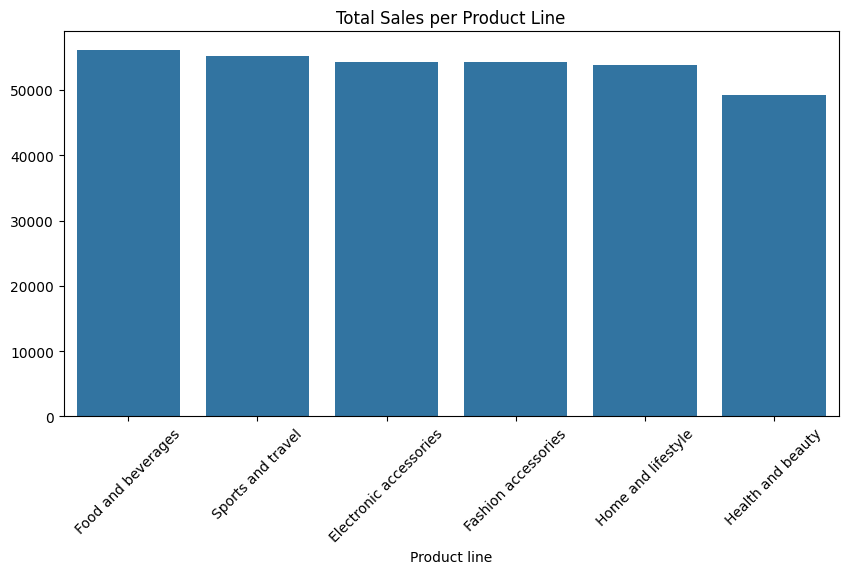 Total Sales per Product Line
50000
40000
30000
20000
10000
0
Food and beverages
Sports and travel
Electronic accessories
Fashion accessories
Home and lifestyle
Health and beauty
Product line